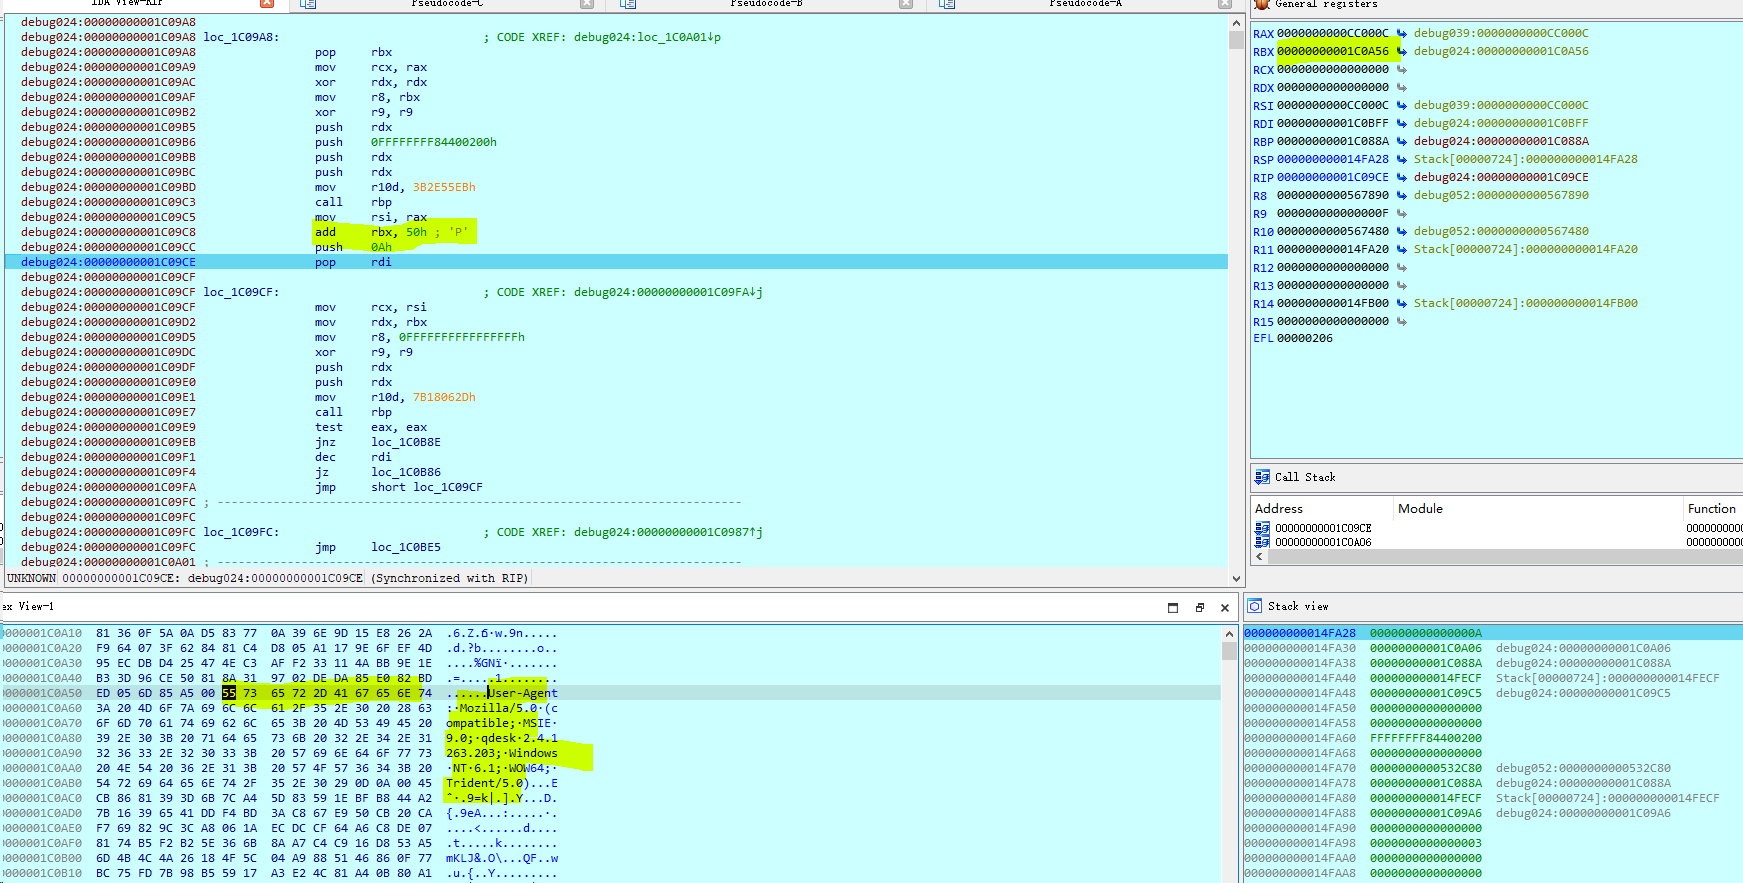 IDA View-RIP Pseudocode-C Pseudocode-B Pseudocode-A
debug024:00000000001C09A8
debug024:00000000001C09A8 loc_1C09A8: ; CODE XREF: debug024:loc_1C0A01↓p
debug024:00000000001C09A8 pop rbx
debug024:00000000001C09A9 mov rcx, rax
debug024:00000000001C09AC xor rdx, rdx
debug024:00000000001C09AF mov r8, rbx
debug024:00000000001C09B2 xor r9, r9
debug024:00000000001C09B5 push rdx
debug024:00000000001C09B6 push 0FFFFFFFF84400200h
debug024:00000000001C09BB push rdx
debug024:00000000001C09BC push rdx
debug024:00000000001C09BD mov r10d, 3B2E55EBh
debug024:00000000001C09C3 call rbp
debug024:00000000001C09C5 mov rsi, rax
debug024:00000000001C09C8 add rbx, 50h ; 'P'
debug024:00000000001C09CC push 0Ah
debug024:00000000001C09CE pop rdi
debug024:00000000001C09CF
debug024:00000000001C09CF loc_1C09CF: ; CODE XREF: debug024:00000000001C09FA↓j
debug024:00000000001C09CF mov rcx, rsi
debug024:00000000001C09D2 mov rdx, rbx
debug024:00000000001C09D5 mov r8, 0FFFFFFFFFFFFFFFFh
debug024:00000000001C09DC xor r9, r9
debug024:00000000001C09DF push rdx
debug024:00000000001C09E0 push rdx
debug024:00000000001C09E1 mov r10d, 7B18062Dh
debug024:00000000001C09E7 call rbp
debug024:00000000001C09E9 test eax, eax
debug024:00000000001C09EB jnz loc_1C0B8E
debug024:00000000001C09F1 dec rdi
debug024:00000000001C09F4 jz loc_1C0B86
debug024:00000000001C09FA jmp short loc_1C09CF
debug024:00000000001C09FC ; ---------------------------------------------------------------------------
debug024:00000000001C09FC
debug024:00000000001C09FC loc_1C09FC: ; CODE XREF: debug024:00000000001C0987↑j
debug024:00000000001C09FC jmp loc_1C0BE5
debug024:00000000001C0A01 ; ---------------------------------------------------------------------------
UNKNOWN 00000000001C09CE: debug024:00000000001C09CE (Synchronized with RIP)
General registers
RAX 0000000000CC000C debug039:0000000000CC000C
RBX 00000000001C0A56 debug024:00000000001C0A56
RCX 0000000000000000
RDX 0000000000000000
RSI 0000000000CC000C debug039:0000000000CC000C
RDI 00000000001C0BFF debug024:00000000001C0BFF
RBP 00000000001C088A debug024:00000000001C088A
RSP 000000000014FA28 Stack[00000724]:000000000014FA28
RIP 00000000001C09CE debug024:00000000001C09CE
R8 0000000000567890 debug052:0000000000567890
R9 000000000000000F
R10 0000000000567480 debug052:0000000000567480
R11 000000000014FA20 Stack[00000724]:000000000014FA20
R12 0000000000000000
R13 0000000000000000
R14 000000000014FB00 Stack[00000724]:000000000014FB00
R15 0000000000000000
EFL 00000206
Call Stack
Address Module Function
00000000001C09CE 000000000
00000000001C0A06 000000000
ex View-1
0000001C0A10 81 36 0F 5A 0A D5 83 77 0A 39 6E 9D 15 E8 26 2A
0000001C0A20 F9 64 07 3F 62 84 81 C4 D8 05 A1 17 9E 6F EF 4D
0000001C0A30 95 EC DB D4 25 47 4E C3 AF F2 33 11 4A BB 9E 1E
0000001C0A40 B3 3D 96 CE 50 81 8A 31 97 02 DE DA 85 E0 82 BD
0000001C0A50 ED 05 6D 85 A5 00 55 73 65 72 2D 41 67 65 6E 74 ......User-Agent
0000001C0A60 3A 20 4D 6F 7A 69 6C 6C 61 2F 35 2E 30 20 28 63 :·Mozilla/5.0·(c
0000001C0A70 6F 6D 70 61 74 69 62 6C 65 3B 20 4D 53 49 45 20 ompatible;·MSIE·
0000001C0A80 39 2E 30 3B 20 71 64 65 73 6B 20 32 2E 34 2E 31 9.0;·qdesk·2.4.1
0000001C0A90 32 36 33 2E 32 30 33 3B 20 57 69 6E 64 6F 77 73 263.203;·Windows
0000001C0AA0 20 4E 54 20 36 2E 31 3B 20 57 4F 57 36 34 3B 20 ·NT·6.1;·WOW64;·
0000001C0AB0 54 72 69 64 65 6E 74 2F 35 2E 30 29 0D 0A 00 45 Trident/5.0)...E
0000001C0AC0 CB 86 81 39 3D 6B 7C A4 5D 83 59 1E BF B8 44 A2
0000001C0AD0 7B 16 39 65 41 DD F4 BD 3A C8 67 E9 50 CB 20 CA
0000001C0AE0 F7 69 82 9C 3C A8 06 1A EC DC CF 64 A6 C8 DE 07
0000001C0AF0 81 74 B5 F2 B2 5E 36 6B 8A A7 C4 C9 16 D8 53 A5
0000001C0B00 6D 4B 4C 4A 26 18 4F 5C 04 A9 88 51 46 86 0F 77 mKLJ&.O\...QF..w
0000001C0B10 BC 75 FD 7B 98 B5 59 17 A3 E2 4C 81 A4 0B 80 A1
Stack view
000000000014FA28 000000000000000A
000000000014FA30 00000000001C0A06 debug024:00000000001C0A06
000000000014FA38 00000000001C088A debug024:00000000001C088A
000000000014FA40 000000000014FECF Stack[00000724]:000000000014FECF
000000000014FA48 00000000001C09C5 debug024:00000000001C09C5
000000000014FA50 0000000000000000
000000000014FA58 0000000000000000
000000000014FA60 FFFFFFFF84400200
000000000014FA68 0000000000000000
000000000014FA70 0000000000532C80 debug052:0000000000532C80
000000000014FA78 00000000001C088A debug024:00000000001C088A
000000000014FA80 000000000014FECF Stack[00000724]:000000000014FECF
000000000014FA88 00000000001C09A6 debug024:00000000001C09A6
000000000014FA90 0000000000000000
000000000014FA98 0000000000000003
000000000014FAA0 0000000000000000
000000000014FAA8 0000000000000000